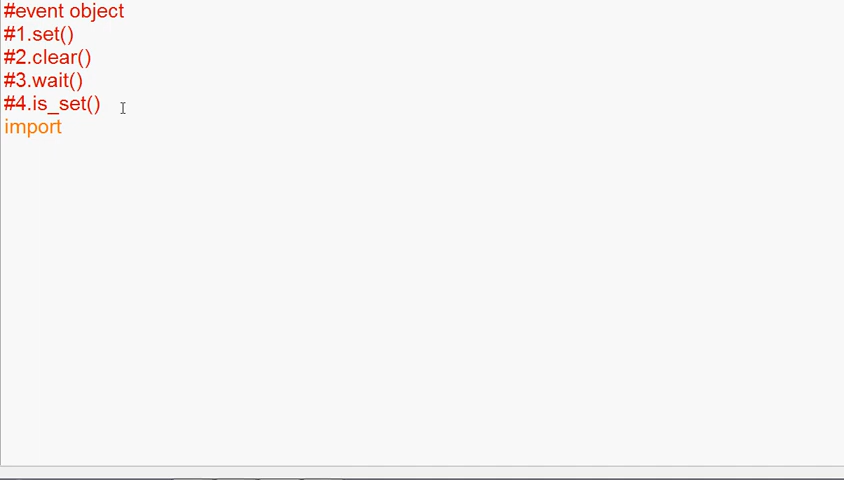 #event object
#1.set()
#2.clear()
#3.wait()
#4.is_set()
import